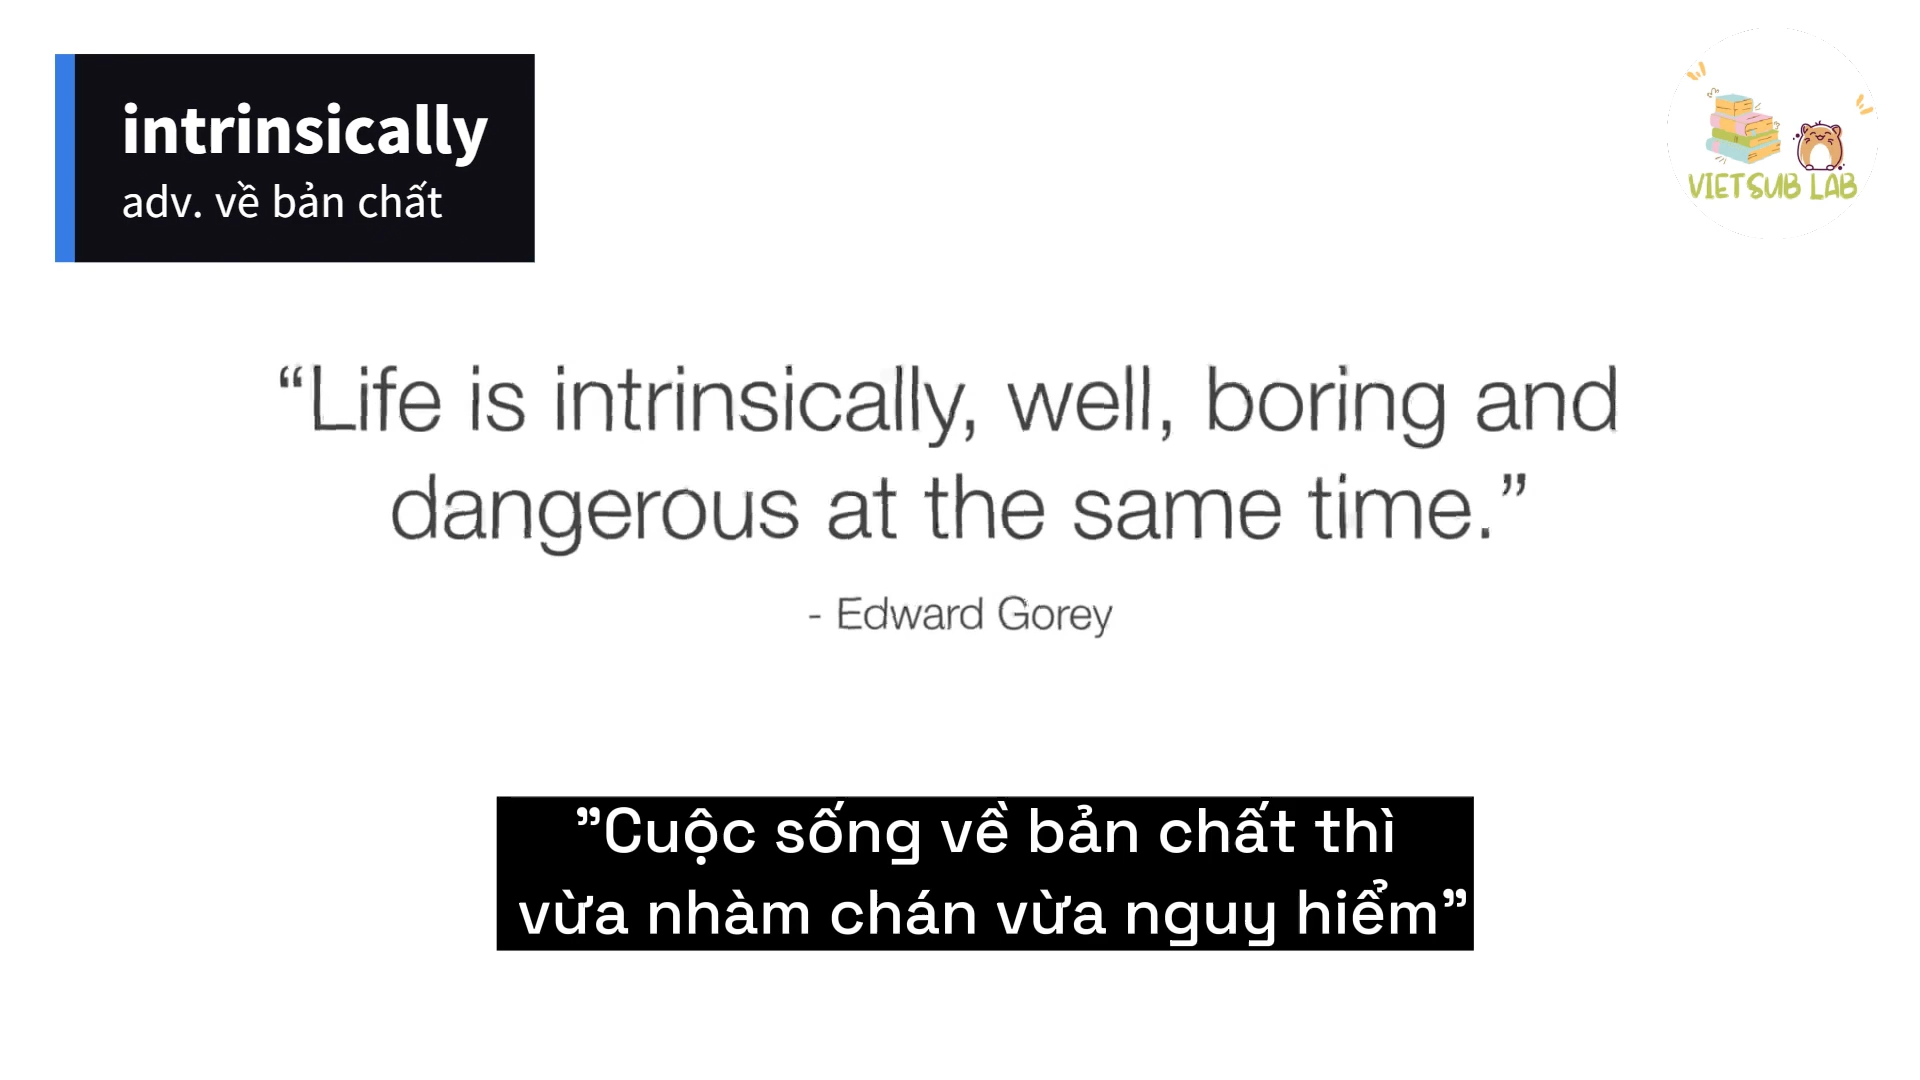 intrinsically
adv. về bản chất
VIETSUB LAB
“Life is intrinsically, well, boring and
dangerous at the same time.”
- Edward Gorey
”Cuộc sống về bản chất thì
vừa nhàm chán vừa nguy hiểm”